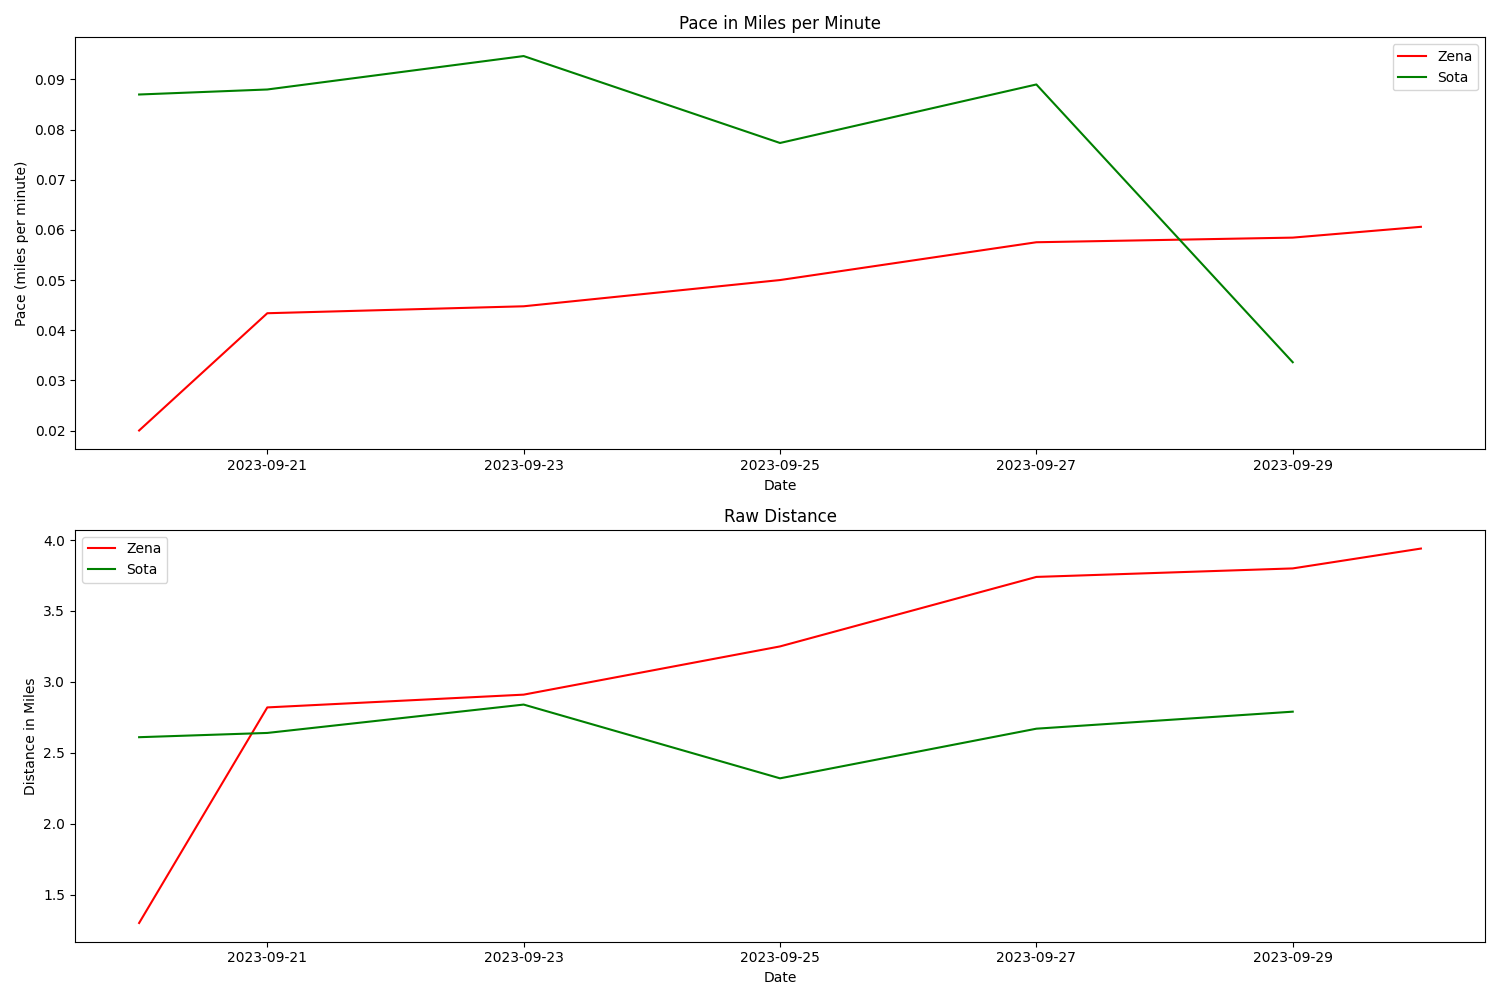 Pace in Miles per Minute
Pace (miles per minute)
0.09
0.08
0.07
0.06
0.05
0.04
0.03
0.02
Zena
Sota
2023-09-21 2023-09-23 2023-09-25 2023-09-27 2023-09-29
Date
Raw Distance
Distance in Miles
4.0
3.5
3.0
2.5
2.0
1.5
Zena
Sota
2023-09-21 2023-09-23 2023-09-25 2023-09-27 2023-09-29
Date